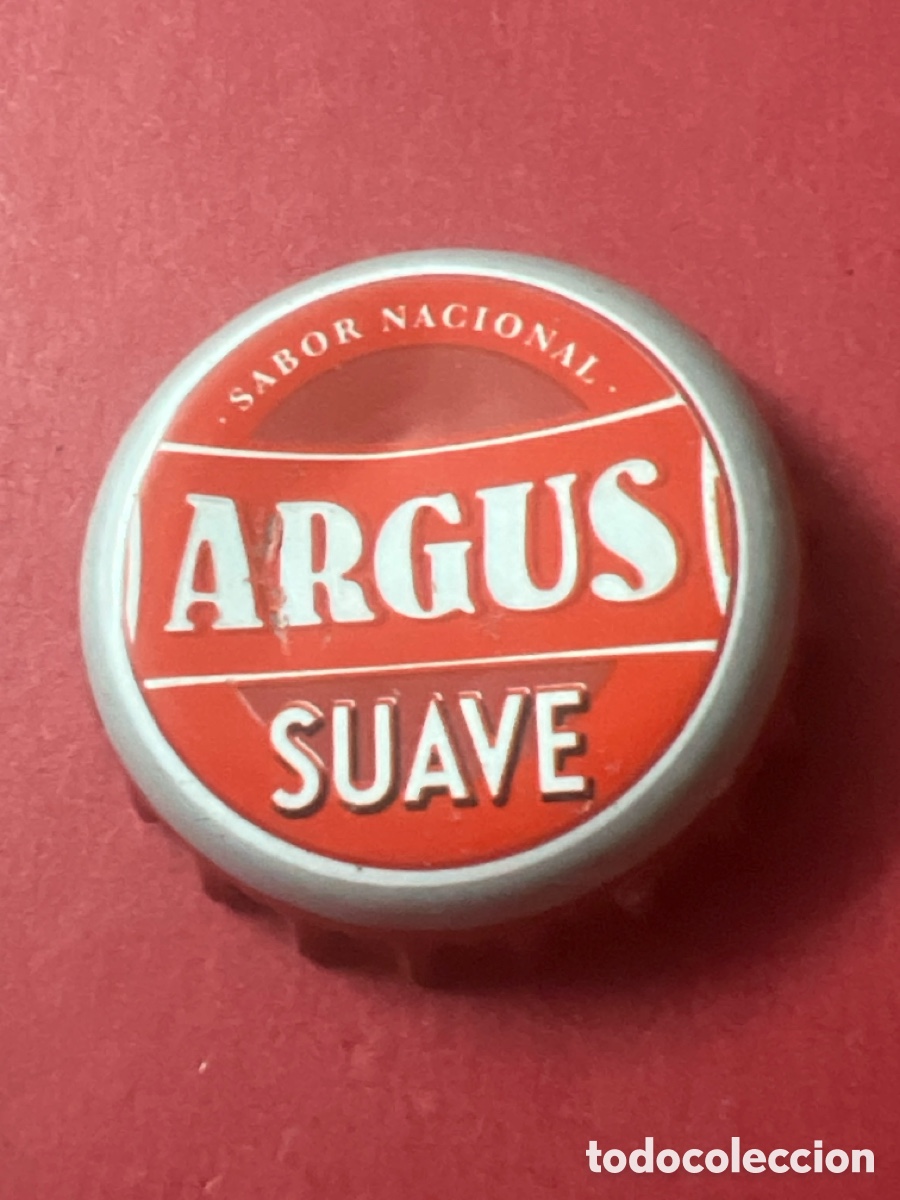 · SABOR NACIONAL ·
ARGUS
SUAVE
todocoleccion